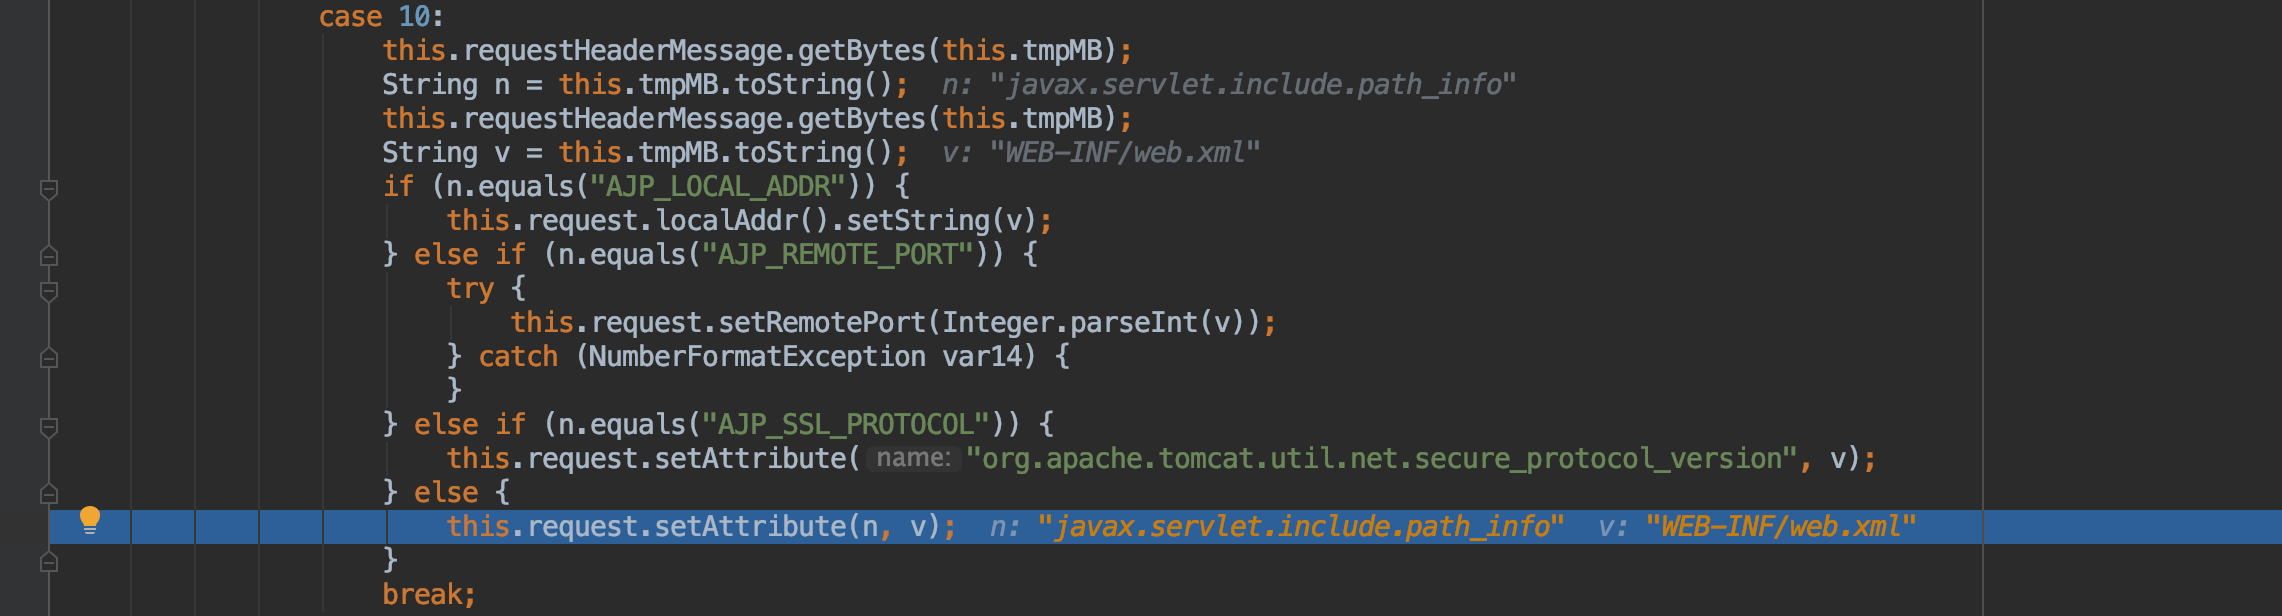 case 10:
this.requestHeaderMessage.getBytes(this.tmpMB);
String n = this.tmpMB.toString(); n: "javax.servlet.include.path_info"
this.requestHeaderMessage.getBytes(this.tmpMB);
String v = this.tmpMB.toString(); v: "WEB-INF/web.xml"
if (n.equals("AJP_LOCAL_ADDR")) {
this.request.localAddr().setString(v);
} else if (n.equals("AJP_REMOTE_PORT")) {
try {
this.request.setRemotePort(Integer.parseInt(v));
} catch (NumberFormatException var14) {
}
} else if (n.equals("AJP_SSL_PROTOCOL")) {
this.request.setAttribute( name: "org.apache.tomcat.util.net.secure_protocol_version", v);
} else {
this.request.setAttribute(n, v); n: "javax.servlet.include.path_info" v: "WEB-INF/web.xml"
}
break;